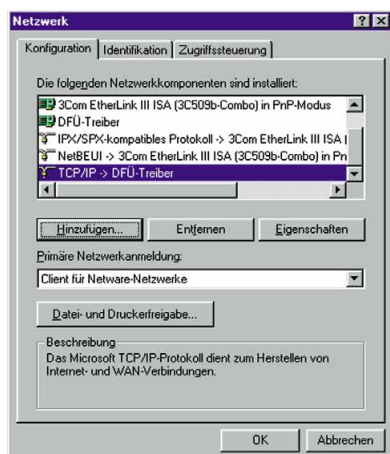 Netzwerk
Konfiguration Identifikation Zugriffssteuerung
Die folgenden Netzwerkkomponenten sind installiert:
3Com EtherLink III ISA (3C509b-Combo) in PnP-Modus
DFÜ-Treiber
IPX/SPX-kompatibles Protokoll -> 3Com EtherLink III ISA (
NetBEUI -> 3Com EtherLink III ISA (3C509b-Combo) in Pn
TCP/IP -> DFÜ-Treiber
Hinzufügen... Entfernen Eigenschaften
Primäre Netzwerkanmeldung:
Client für Netware-Netzwerke
Datei- und Druckerfreigabe...
Beschreibung
Das Microsoft TCP/IP-Protokoll dient zum Herstellen von
Internet- und WAN-Verbindungen.
OK Abbrechen